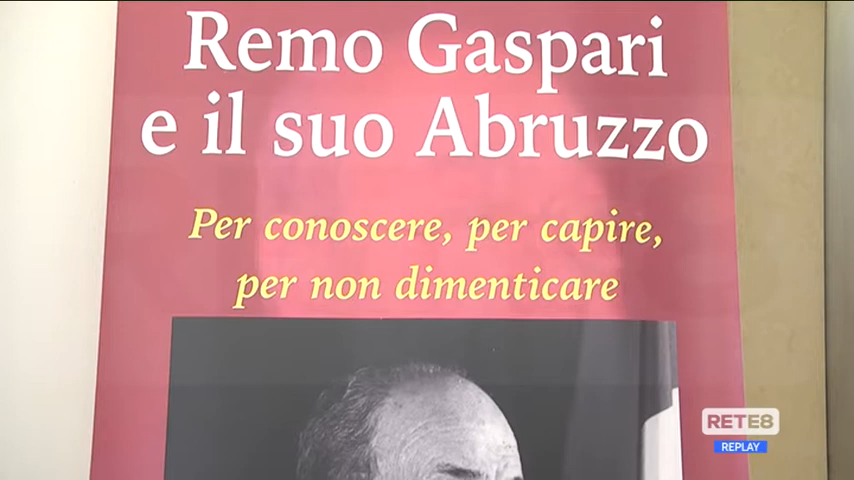 Remo Gaspari
e il suo Abruzzo
Per conoscere, per capire,
per non dimenticare
RETE8
REPLAY